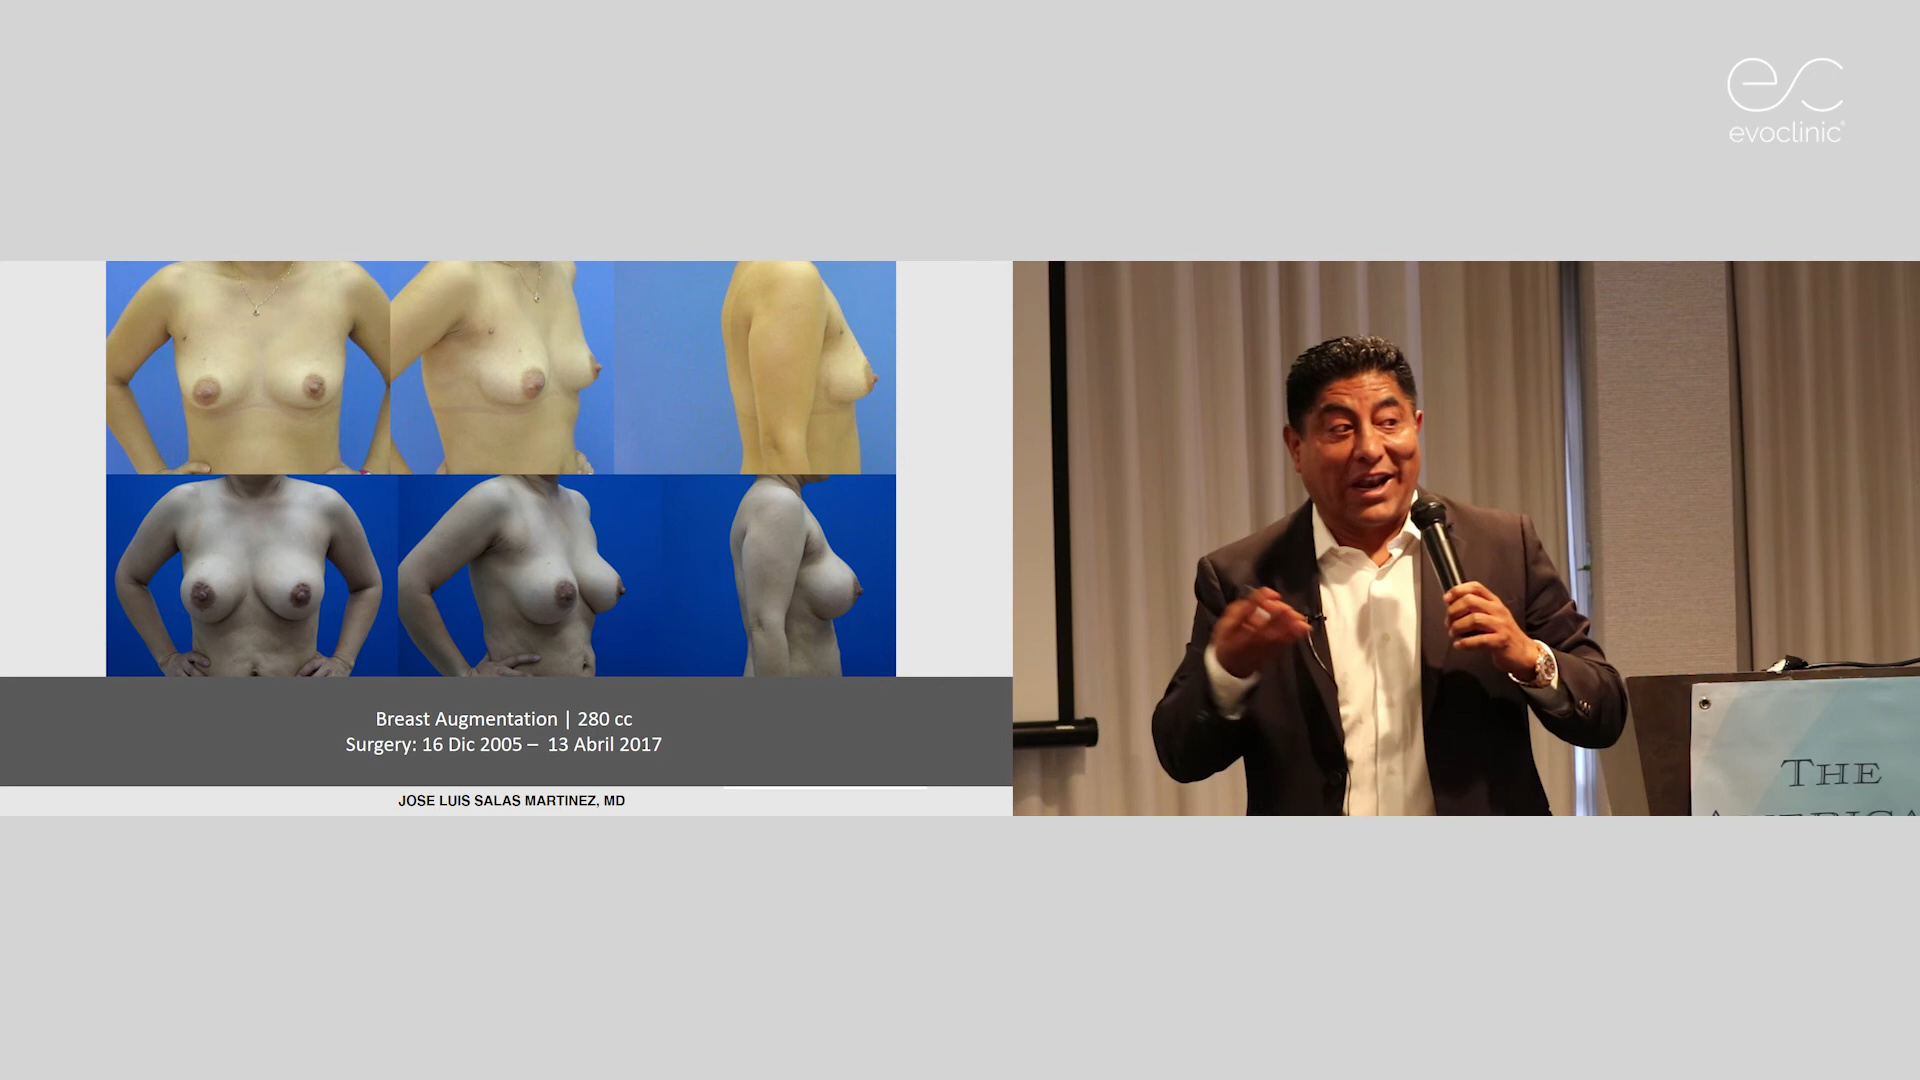 evoclinic®
Breast Augmentation | 280 cc
Surgery: 16 Dic 2005 – 13 Abril 2017
JOSE LUIS SALAS MARTINEZ, MD
THE